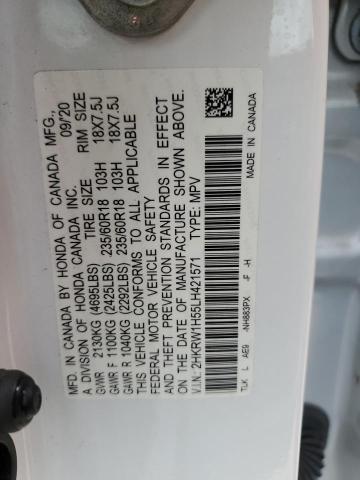 MFD. IN CANADA BY HONDA OF CANADA MFG.,
A DIVISION OF HONDA CANADA INC. 09/20
TIRE SIZE RIM SIZE
GVWR 2130KG (4695LBS)
GAWR F 1100KG (2425LBS) 235/60R18 103H 18X7.5J
GAWR R 1040KG (2292LBS) 235/60R18 103H 18X7.5J
THIS VEHICLE CONFORMS TO ALL APPLICABLE
FEDERAL MOTOR VEHICLE SAFETY
AND THEFT PREVENTION STANDARDS IN EFFECT
ON THE DATE OF MANUFACTURE SHOWN ABOVE.
V.I.N.: 2HKRW1H55LH421571 TYPE: MPV
-NH883PX -F -H
TLK L AE9 MADE IN CANADA